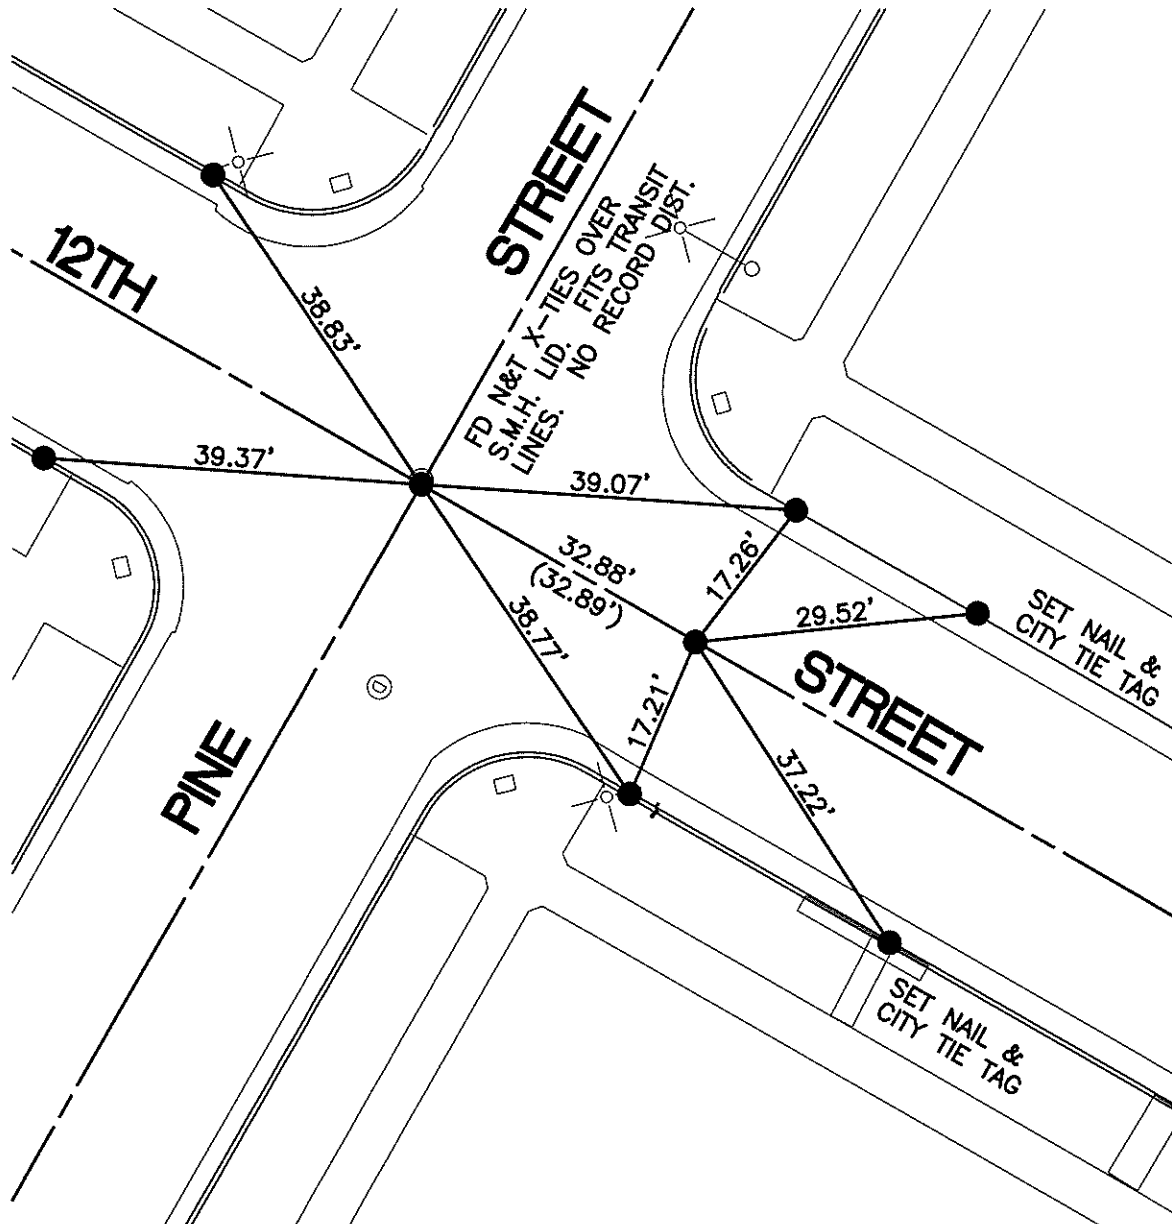 12TH
STREET
FD N&T X-TIES OVER
S.M.H. LID. FITS TRANSIT
LINES. NO RECORD DIST.
38.83'
39.37'
39.07'
32.88'
(32.89')
17.26'
29.52'
38.77'
17.21'
37.22'
SET NAIL &
CITY TIE TAG
STREET
PINE
SET NAIL &
CITY TIE TAG